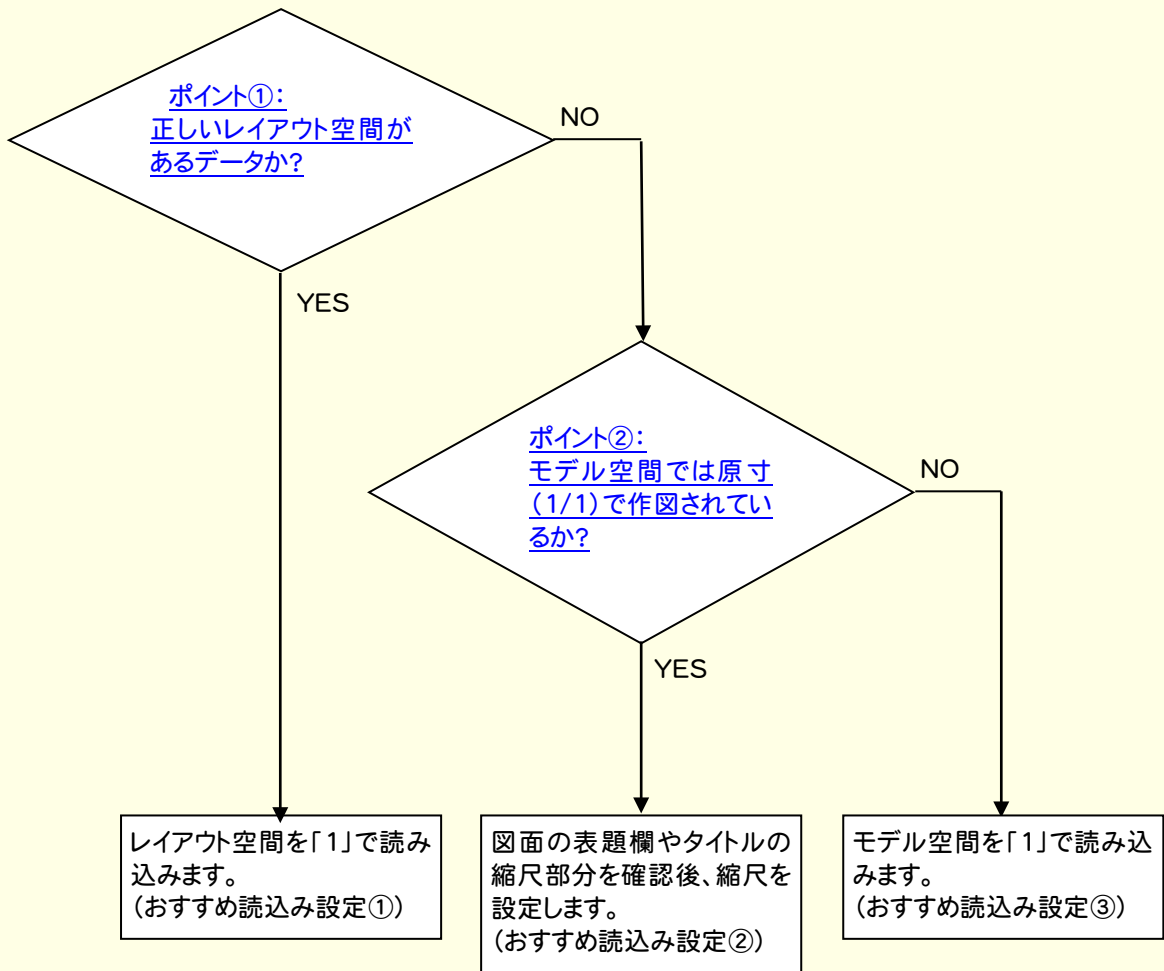 ポイント①：
正しいレイアウト空間が
あるデータか？
NO
YES
ポイント②：
モデル空間では原寸
（1/1）で作図されてい
るか？
NO
YES
レイアウト空間を「1」で読み
込みます。
（おすすめ読込み設定①）
図面の表題欄やタイトルの
縮尺部分を確認後、縮尺を
設定します。
（おすすめ読込み設定②）
モデル空間を「1」で読み込
みます。
（おすすめ読込み設定③）